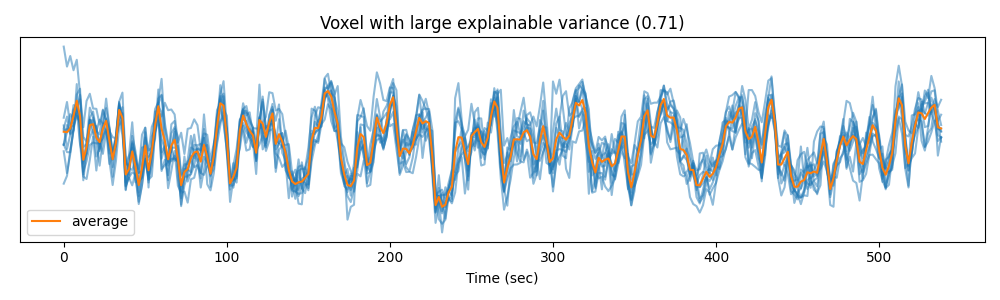 Voxel with large explainable variance (0.71)
average
0 100 200 300 400 500
Time (sec)